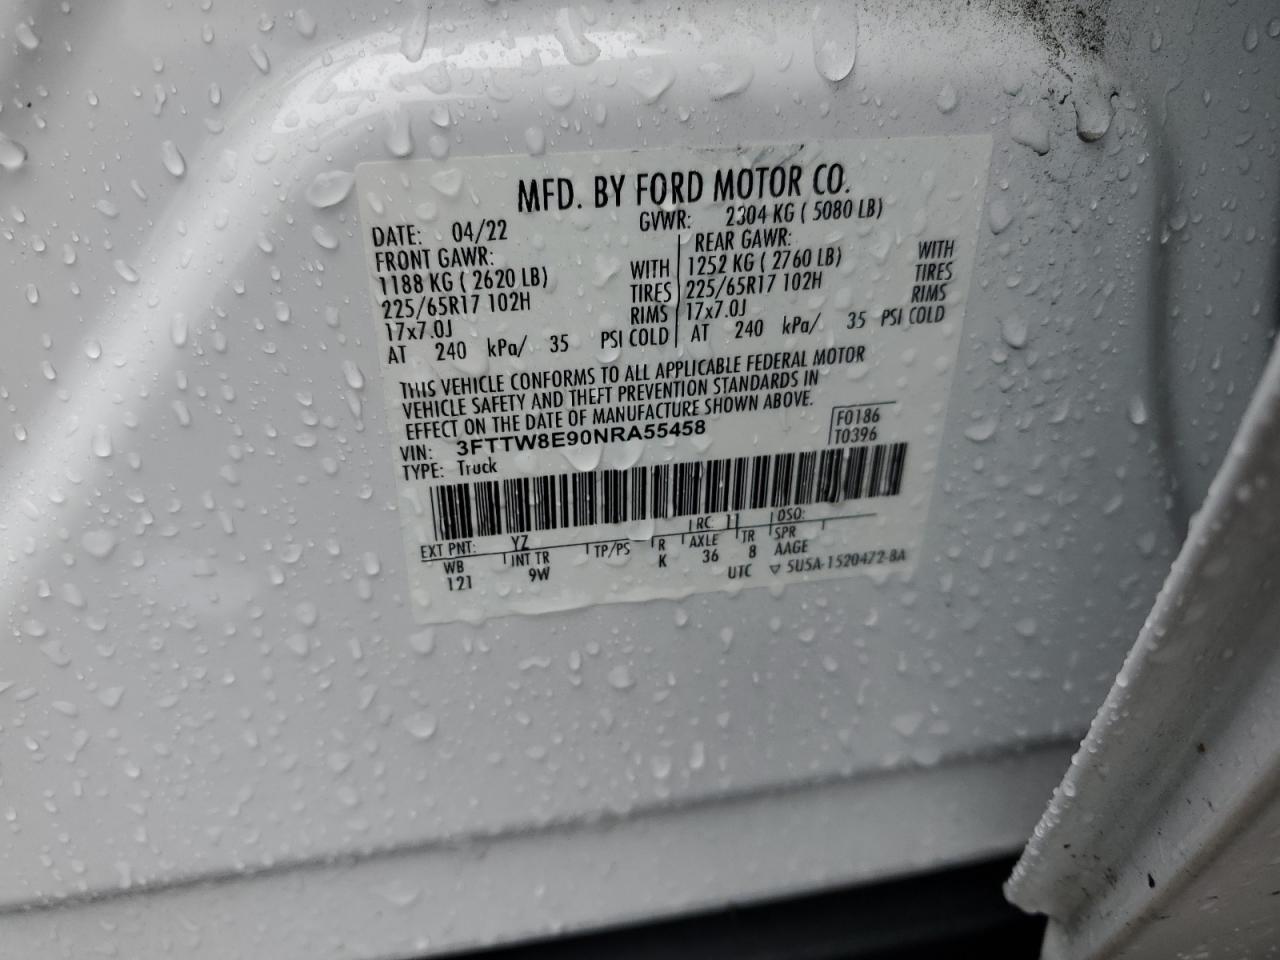 MFD. BY FORD MOTOR CO.
DATE: 04/22 GVWR: 2304 KG ( 5080 LB)
FRONT GAWR: REAR GAWR:
1188 KG ( 2620 LB) WITH 1252 KG ( 2760 LB) WITH
225/65R17 102H TIRES 225/65R17 102H TIRES
17x7.0J RIMS 17x7.0J RIMS
AT 240 kPa/ 35 PSI COLD AT 240 kPa/ 35 PSI COLD
THIS VEHICLE CONFORMS TO ALL APPLICABLE FEDERAL MOTOR
VEHICLE SAFETY AND THEFT PREVENTION STANDARDS IN
EFFECT ON THE DATE OF MANUFACTURE SHOWN ABOVE.
VIN: 3FTTW8E90NRA55458 F0186
TYPE: Truck T0396
EXT PNT: YZ RC 11 DSO:
WB INT TR TP/PS R AXLE TR SPR
121 9W K 36 8 AAGE
UTC ▽ 5U5A-1520472-BA